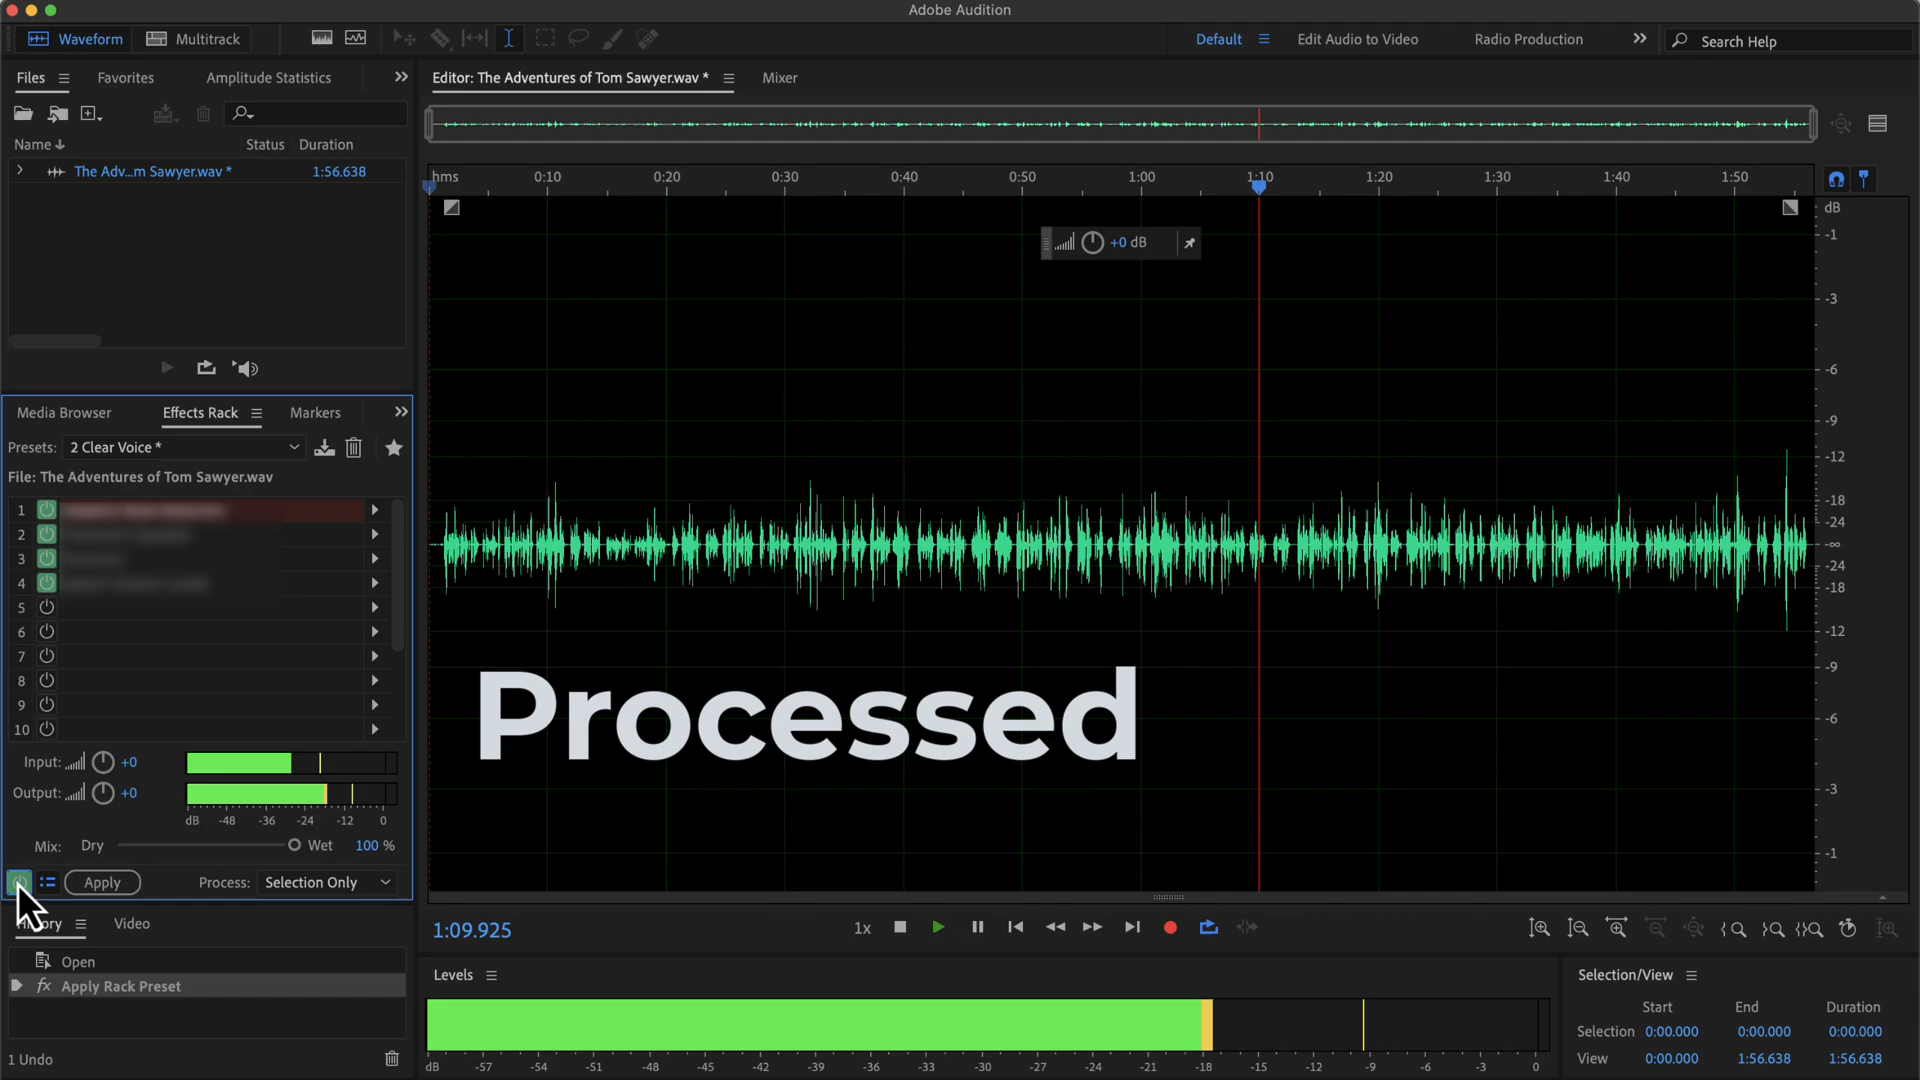 Adobe Audition
Waveform
Multitrack
Default
Edit Audio to Video
Radio Production
Search Help
Files
Favorites
Amplitude Statistics
Editor: The Adventures of Tom Sawyer.wav *
Mixer
Name
Status
Duration
The Adv...m Sawyer.wav *
1:56.638
hms
0:10
0:20
0:30
0:40
0:50
1:00
1:10
1:20
1:30
1:40
1:50
dB
-1
-3
-6
-9
-12
-18
-24
-∞
-24
-18
-12
-9
-6
-3
-1
+0 dB
Media Browser
Effects Rack
Markers
Presets:
2 Clear Voice *
File: The Adventures of Tom Sawyer.wav
1
2
3
4
5
6
7
8
9
10
Processed
Input:
+0
Output:
+0
dB
-48
-36
-24
-12
0
Mix:
Dry
Wet
100 %
Apply
Process:
Selection Only
History
Video
Open
fx
Apply Rack Preset
1 Undo
1:09.925
1x
Levels
dB
-57
-54
-51
-48
-45
-42
-39
-36
-33
-30
-27
-24
-21
-18
-15
-12
-9
-6
-3
0
Selection/View
Start
End
Duration
Selection
0:00.000
0:00.000
0:00.000
View
0:00.000
1:56.638
1:56.638